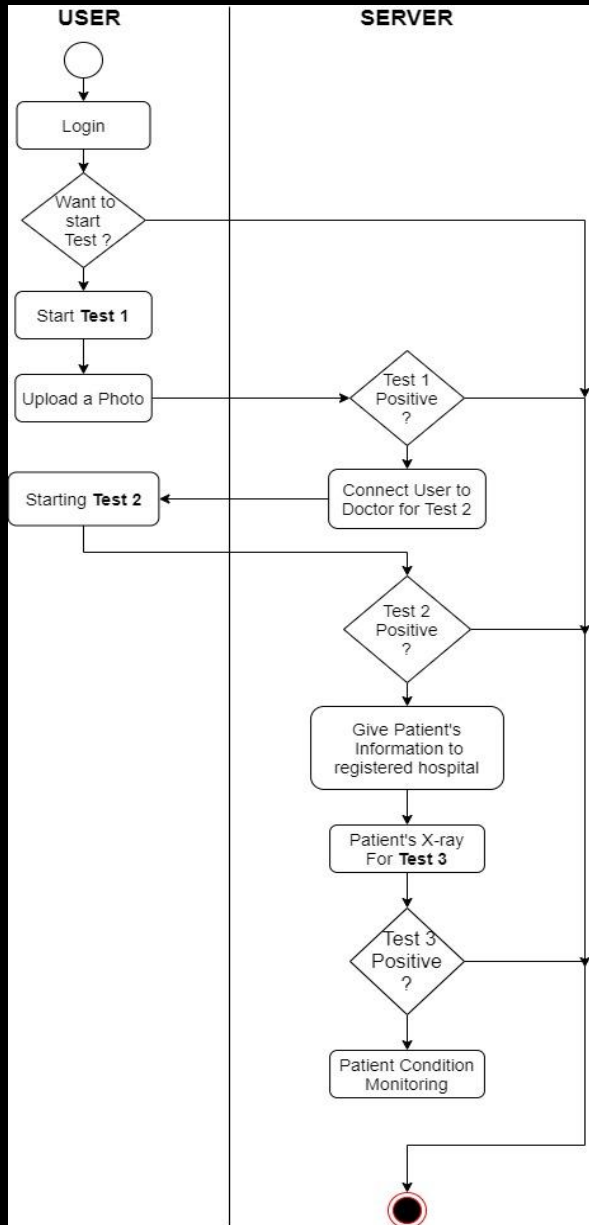 USER
SERVER
Login
Want to
start
Test ?
Start Test 1
Upload a Photo
Test 1
Positive
?
Starting Test 2
Connect User to
Doctor for Test 2
Test 2
Positive
?
Give Patient's
Information to
registered hospital
Patient's X-ray
For Test 3
Test 3
Positive
?
Patient Condition
Monitoring